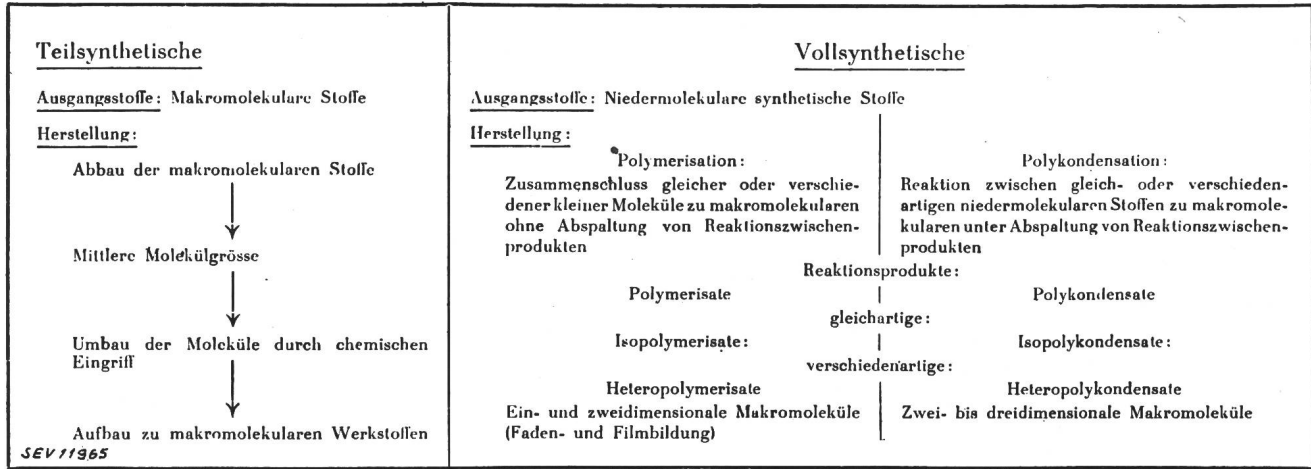 Teilsynthetische
Ausgangsstoffe: Makromolekulare Stoffe
Herstellung:
Abbau der makromolekularen Stoffe
Mittlere Molekülgrösse
Umbau der Moleküle durch chemischen
Eingriff
Aufbau zu makromolekularen Werkstoffen
SEV11965
Vollsynthetische
Ausgangsstoffe: Niedermolekulare synthetische Stoffe
Herstellung:
Polymerisation:
Zusammenschluss gleicher oder verschie-
dener kleiner Moleküle zu makromolekularen
ohne Abspaltung von Reaktionszwischen-
produkten
Polykondensation:
Reaktion zwischen gleich- oder verschieden-
artigen niedermolekularen Stoffen zu makromole-
kularen unter Abspaltung von Reaktionszwischen-
produkten
Reaktionsprodukte:
Polymerisate
Polykondensate
gleichartige:
Isopolymerisate:
Isopolykondensate:
verschiedenartige:
Heteropolymerisate
Heteropolykondensate
Ein- und zweidimensionale Makromoleküle
(Faden- und Filmbildung)
Zwei- bis dreidimensionale Makromoleküle